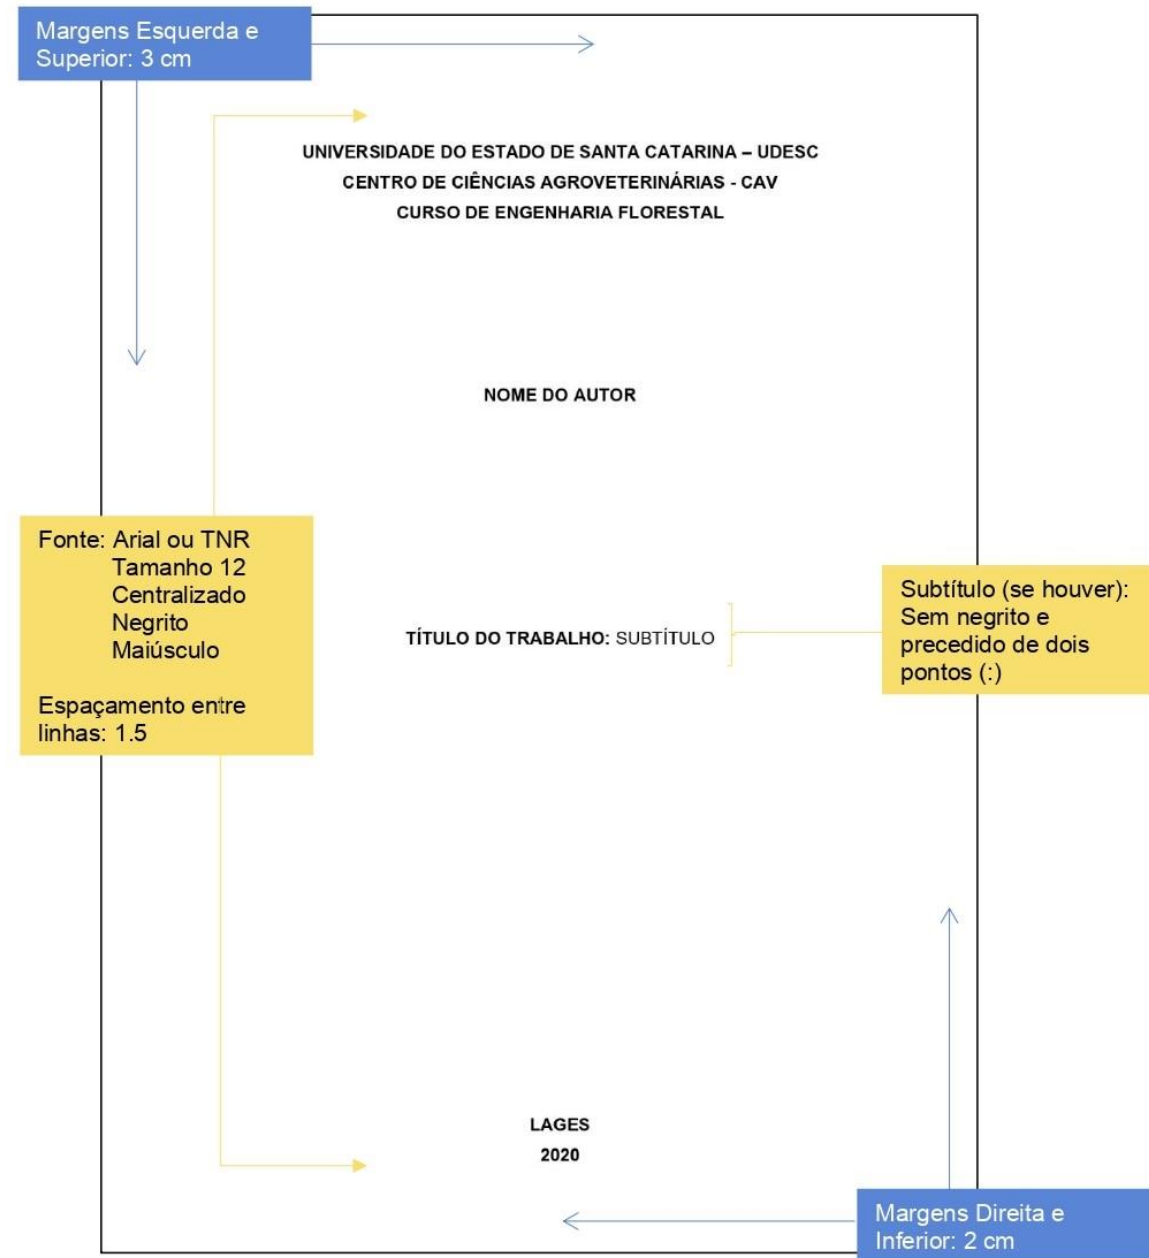 Margens Esquerda e
Superior: 3 cm
UNIVERSIDADE DO ESTADO DE SANTA CATARINA – UDESC
CENTRO DE CIÊNCIAS AGROVETERINÁRIAS - CAV
CURSO DE ENGENHARIA FLORESTAL
NOME DO AUTOR
Fonte: Arial ou TNR
Tamanho 12
Centralizado
Negrito
Maiúsculo
Espaçamento entre
linhas: 1.5
TÍTULO DO TRABALHO: SUBTÍTULO
Subtítulo (se houver):
Sem negrito e
precedido de dois
pontos (:)
LAGES
2020
Margens Direita e
Inferior: 2 cm